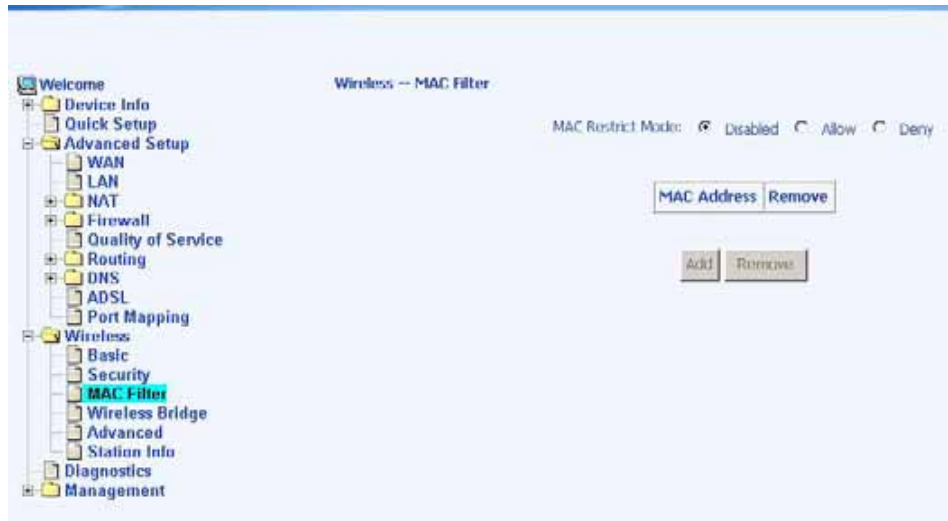 Welcome
Device Info
Quick Setup
Advanced Setup
WAN
LAN
NAT
Firewall
Quality of Service
Routing
DNS
ADSL
Port Mapping
Wireless
Basic
Security
MAC Filter
Wireless Bridge
Advanced
Station Info
Diagnostics
Management
Wireless -- MAC Filter
MAC Restrict Mode: Disabled Allow Deny
MAC Address Remove
Add Remove